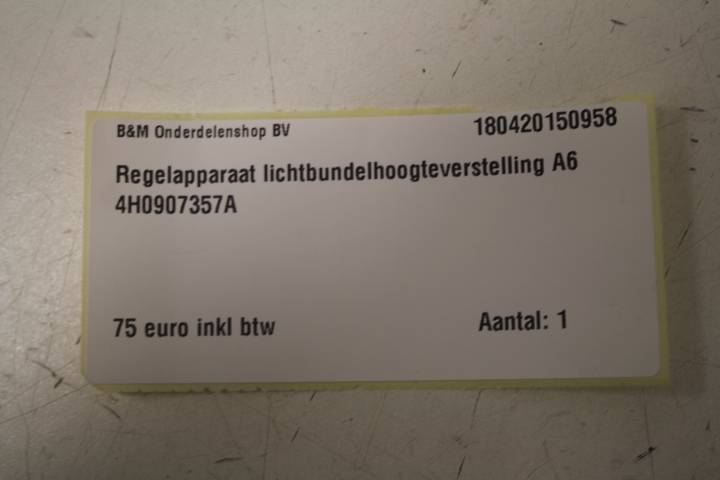 B&M Onderdelenshop BV 180420150958
Regelapparaat lichtbundelhoogteverstelling A6
4H0907357A
75 euro inkl btw Aantal: 1